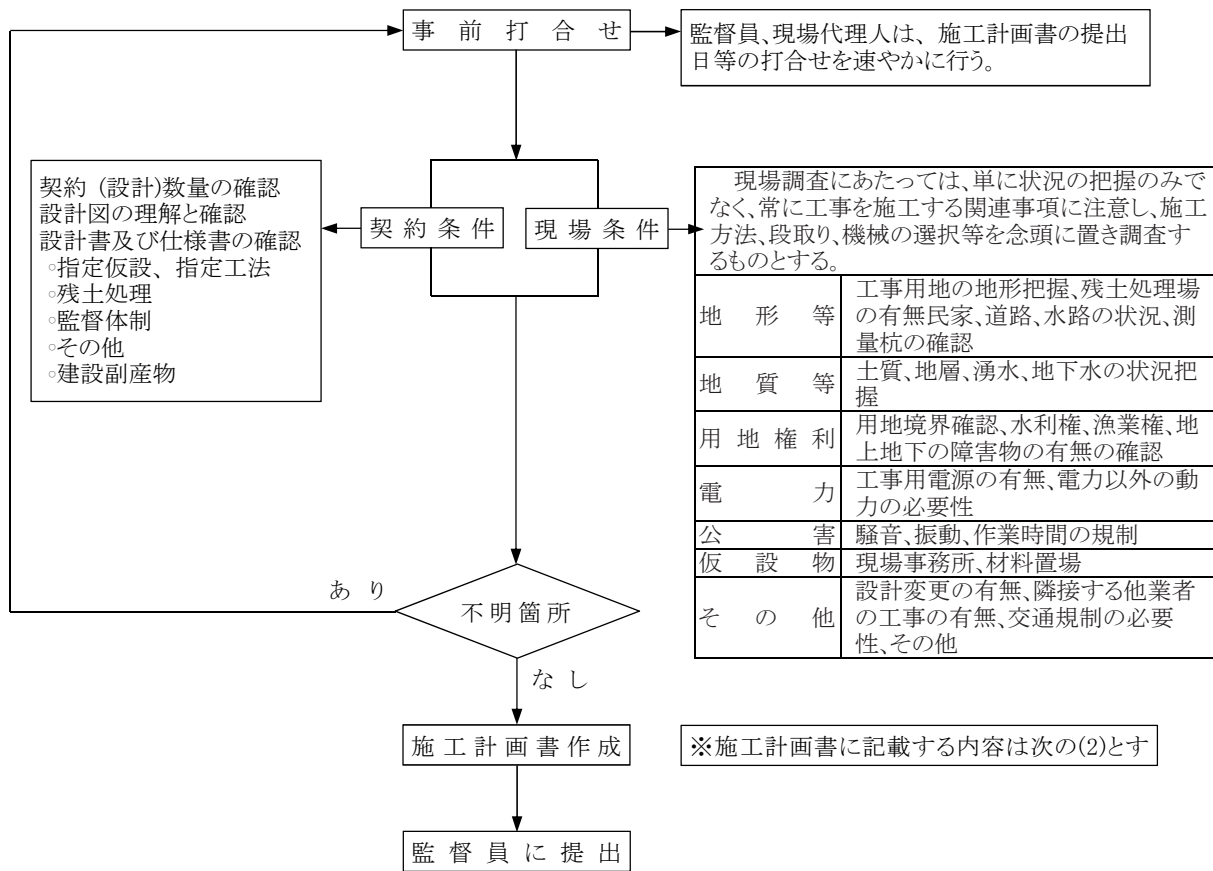 事前打合せ
監督員、現場代理人は、施工計画書の提出
日等の打合せを速やかに行う。
契約 (設計)数量の確認
設計図の理解と確認
設計書及び仕様書の確認
○指定仮設、指定工法
○残土処理
○監督体制
○その他
○建設副産物
契約条件
現場条件
現場調査にあたっては、単に状況の把握のみで
なく、常に工事を施工する関連事項に注意し、施工
方法、段取り、機械の選択等を念頭に置き調査す
るものとする。
地形等
工事用地の地形把握、残土処理場
の有無民家、道路、水路の状況、測
量杭の確認
地質等
土質、地層、湧水、地下水の状況把
握
用地権利
用地境界確認、水利権、漁業権、地
上地下の障害物の有無の確認
電力
工事用電源の有無、電力以外の動
力の必要性
公害
騒音、振動、作業時間の規制
仮設物
現場事務所、材料置場
その他
設計変更の有無、隣接する他業者
の工事の有無、交通規制の必要
性、その他
あり
不明箇所
なし
施工計画書作成
※施工計画書に記載する内容は次の(2)とす
監督員に提出